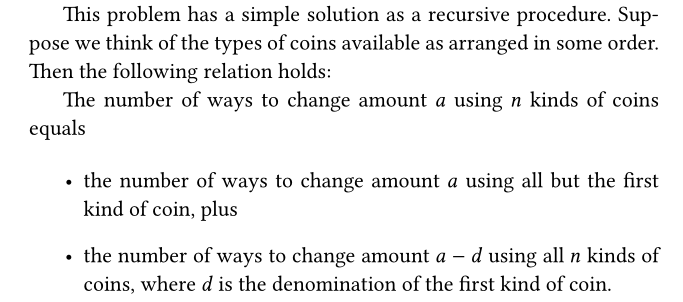 This problem has a simple solution as a recursive procedure. Sup-
pose we think of the types of coins available as arranged in some order.
Then the following relation holds:
The number of ways to change amount a using n kinds of coins
equals
• the number of ways to change amount a using all but the first
kind of coin, plus
• the number of ways to change amount a − d using all n kinds of
coins, where d is the denomination of the first kind of coin.